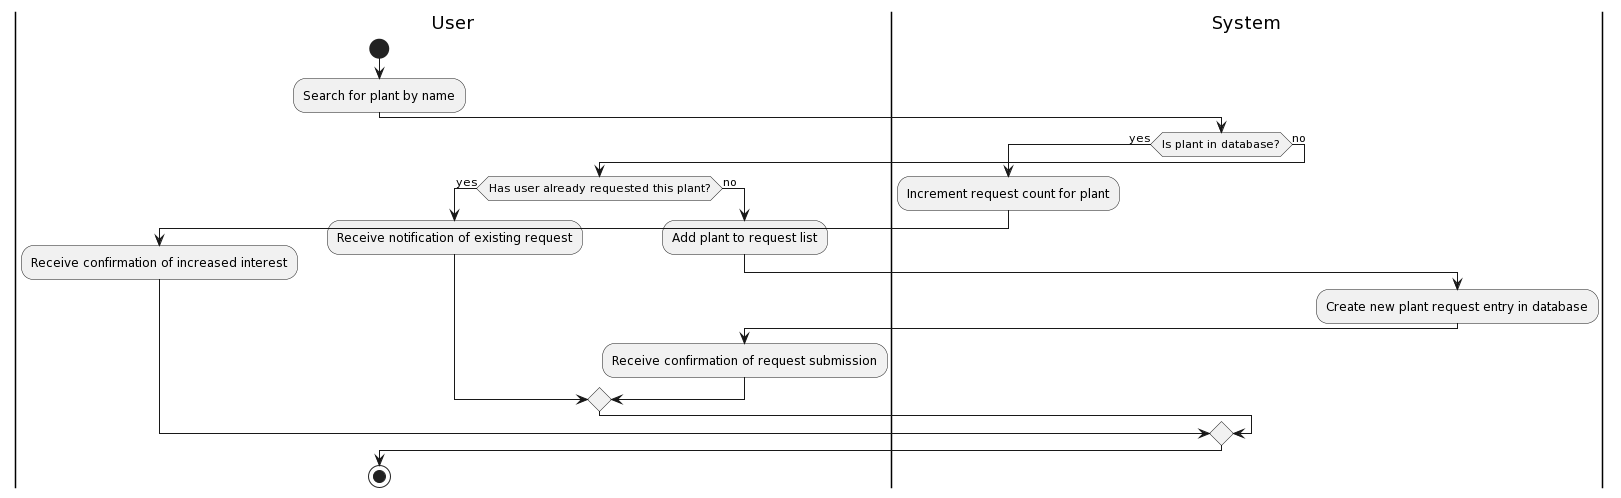 User
System
Search for plant by name
yes
Is plant in database?
no
yes
Has user already requested this plant?
no
Increment request count for plant
Receive notification of existing request
Add plant to request list
Receive confirmation of increased interest
Create new plant request entry in database
Receive confirmation of request submission